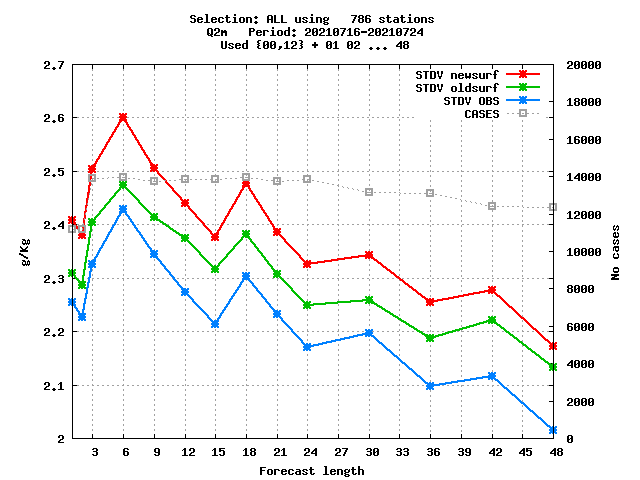 Selection: ALL using   786 stations
Q2m   Period: 20210716-20210724
Used {00,12} + 01 02 ... 48
STDV newsurf
STDV oldsurf
STDV OBS
CASES
2.7
2.6
2.5
2.4
2.3
2.2
2.1
2
g/Kg
20000
18000
16000
14000
12000
10000
8000
6000
4000
2000
0
No cases
3 6 9 12 15 18 21 24 27 30 33 36 39 42 45 48
Forecast length